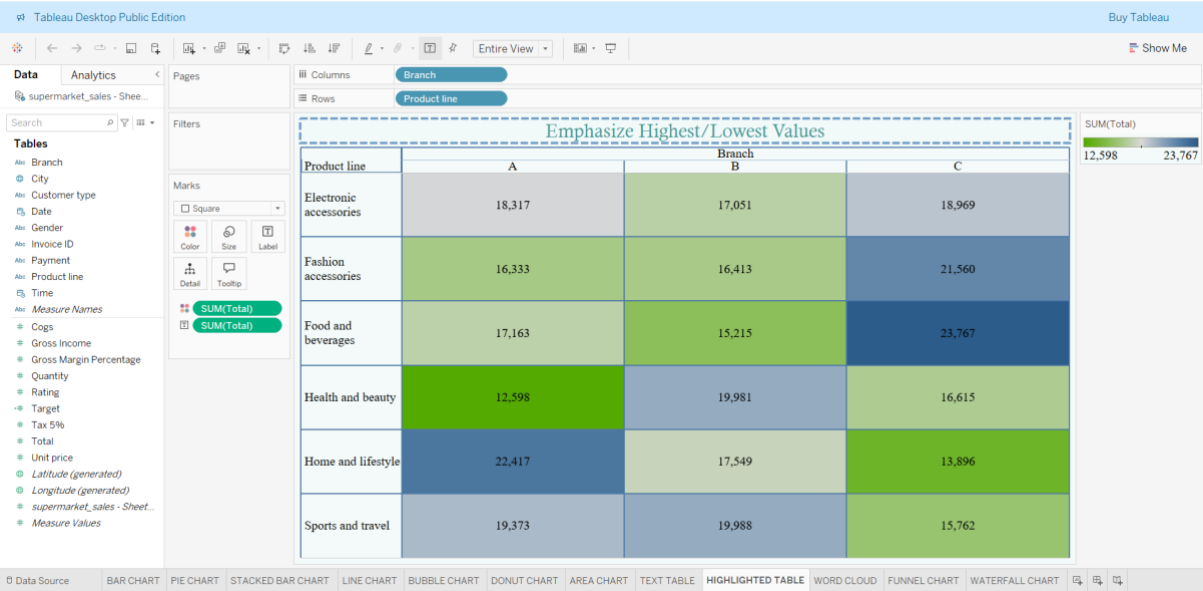 Tableau Desktop Public Edition
Buy Tableau
Entire View
Show Me
Data
Analytics
supermarket_sales - Shee...
Search
Tables
Abc Branch
City
Abc Customer type
Date
Abc Gender
Abc Invoice ID
Abc Payment
Abc Product line
Time
Abc Measure Names
Cogs
Gross Income
Gross Margin Percentage
Quantity
Rating
Target
Tax 5%
Total
Unit price
Latitude (generated)
Longitude (generated)
supermarket_sales - Sheet...
Measure Values
Pages
Filters
Marks
Square
Color Size Label
Detail Tooltip
SUM(Total)
SUM(Total)
Columns Branch
Rows Product line
Emphasize Highest/Lowest Values
Branch
Product line A B C
Electronic
accessories 18,317 17,051 18,969
Fashion
accessories 16,333 16,413 21,560
Food and
beverages 17,163 15,215 23,767
Health and beauty 12,598 19,981 16,615
Home and lifestyle 22,417 17,549 13,896
Sports and travel 19,373 19,988 15,762
SUM(Total)
12,598 23,767
Data Source BAR CHART PIE CHART STACKED BAR CHART LINE CHART BUBBLE CHART DONUT CHART AREA CHART TEXT TABLE HIGHLIGHTED TABLE WORD CLOUD FUNNEL CHART WATERFALL CHART